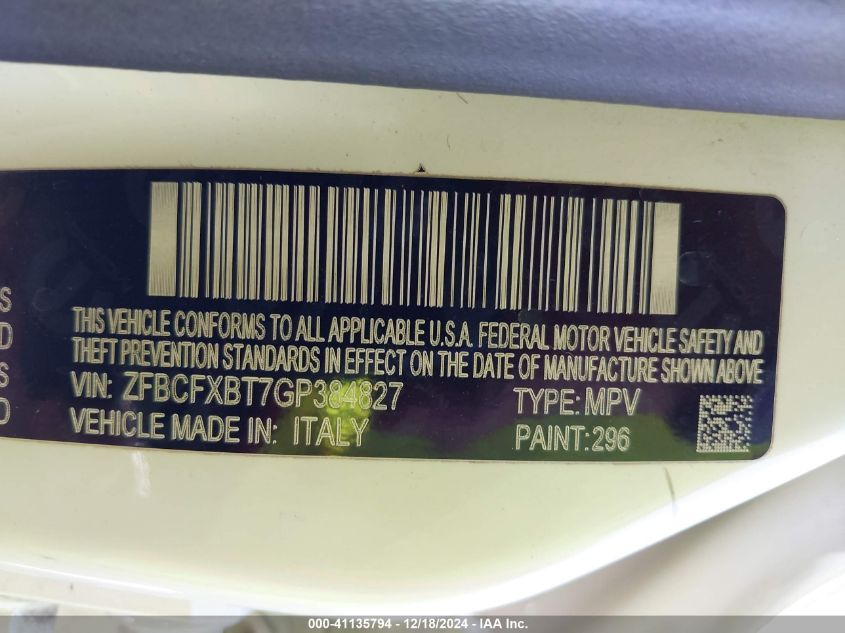 THIS VEHICLE CONFORMS TO ALL APPLICABLE U.S.A. FEDERAL MOTOR VEHICLE SAFETY AND
THEFT PREVENTION STANDARDS IN EFFECT ON THE DATE OF MANUFACTURE SHOWN ABOVE
VIN: ZFBCFXBT7GP384827 TYPE: MPV
VEHICLE MADE IN: ITALY PAINT: 296
S
D
S
D
000-41135794 - 12/18/2024 - IAA Inc.